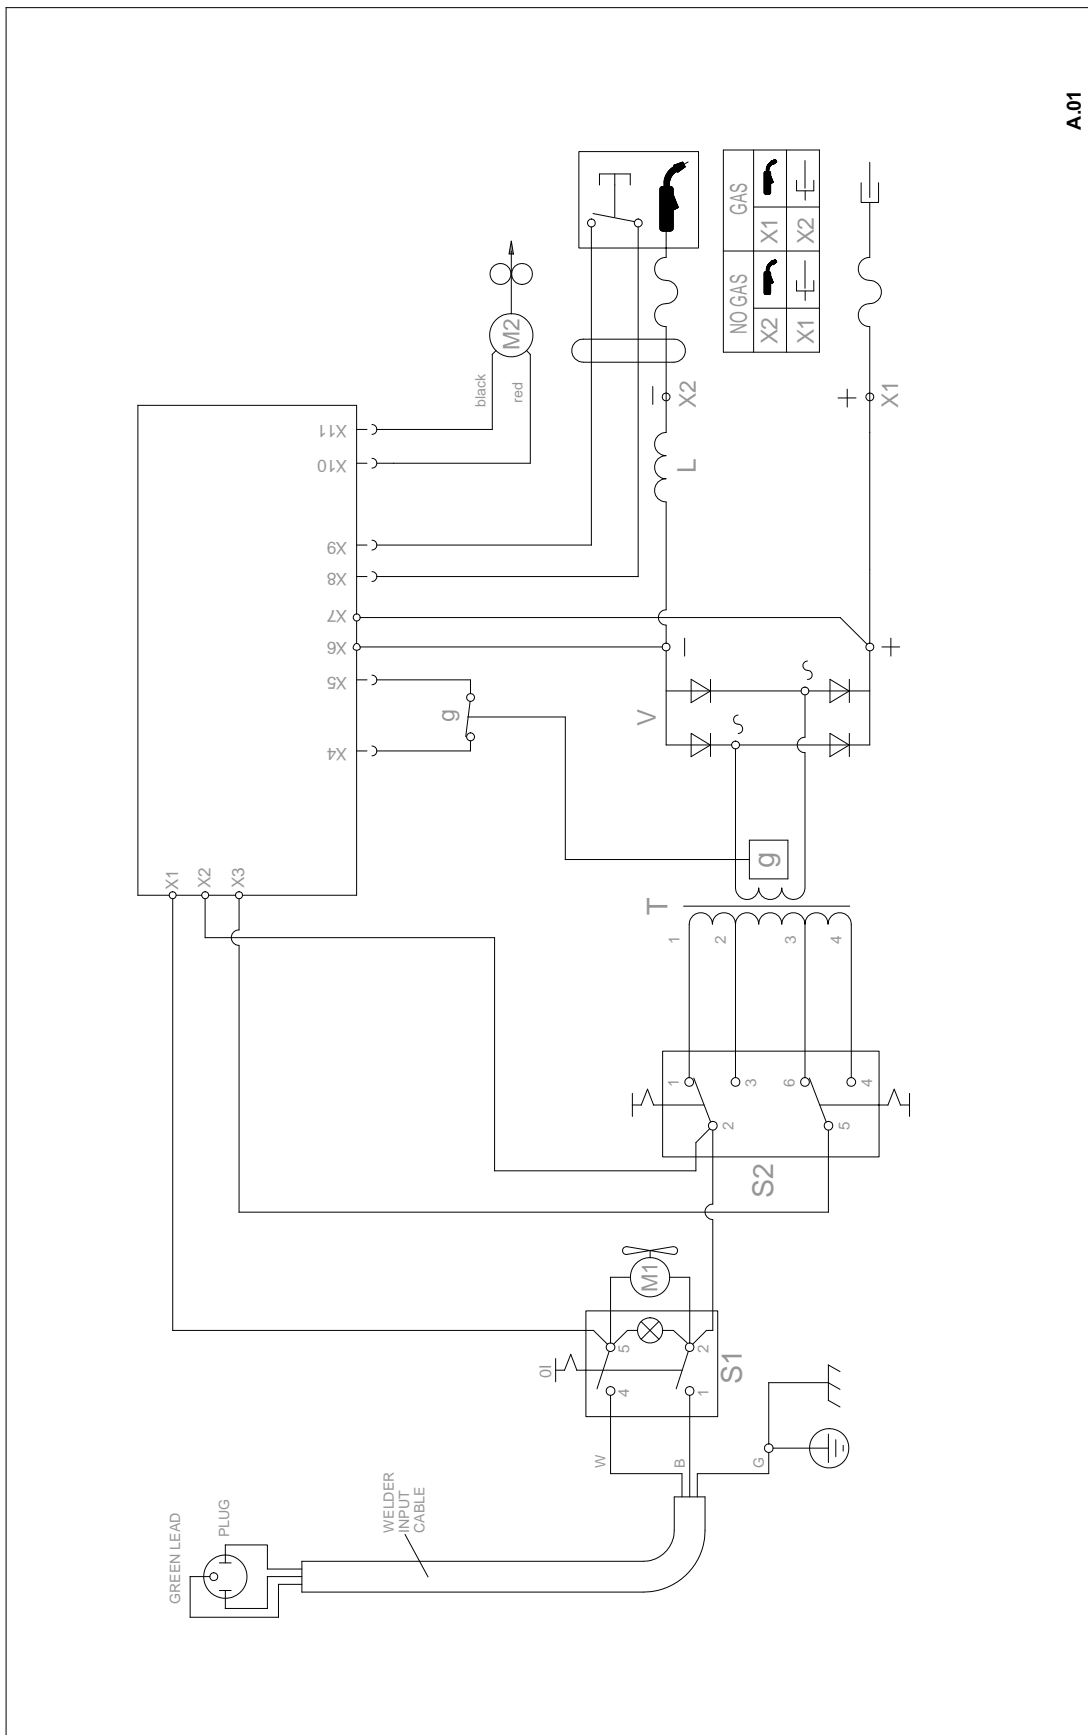 A.01
GREEN LEAD
PLUG
WELDER
INPUT
CABLE
W
B
G
0I
4
5
1
2
S1
M1
S2
1
2
3
6
5
4
T
1
2
3
4
g
g
V
L
X1
X2
X3
X4
X5
X6
X7
X8
X9
X10
X11
black
red
M2
− X2
+ X1
−
+
NO GAS GAS
X2 X1
X1 X2